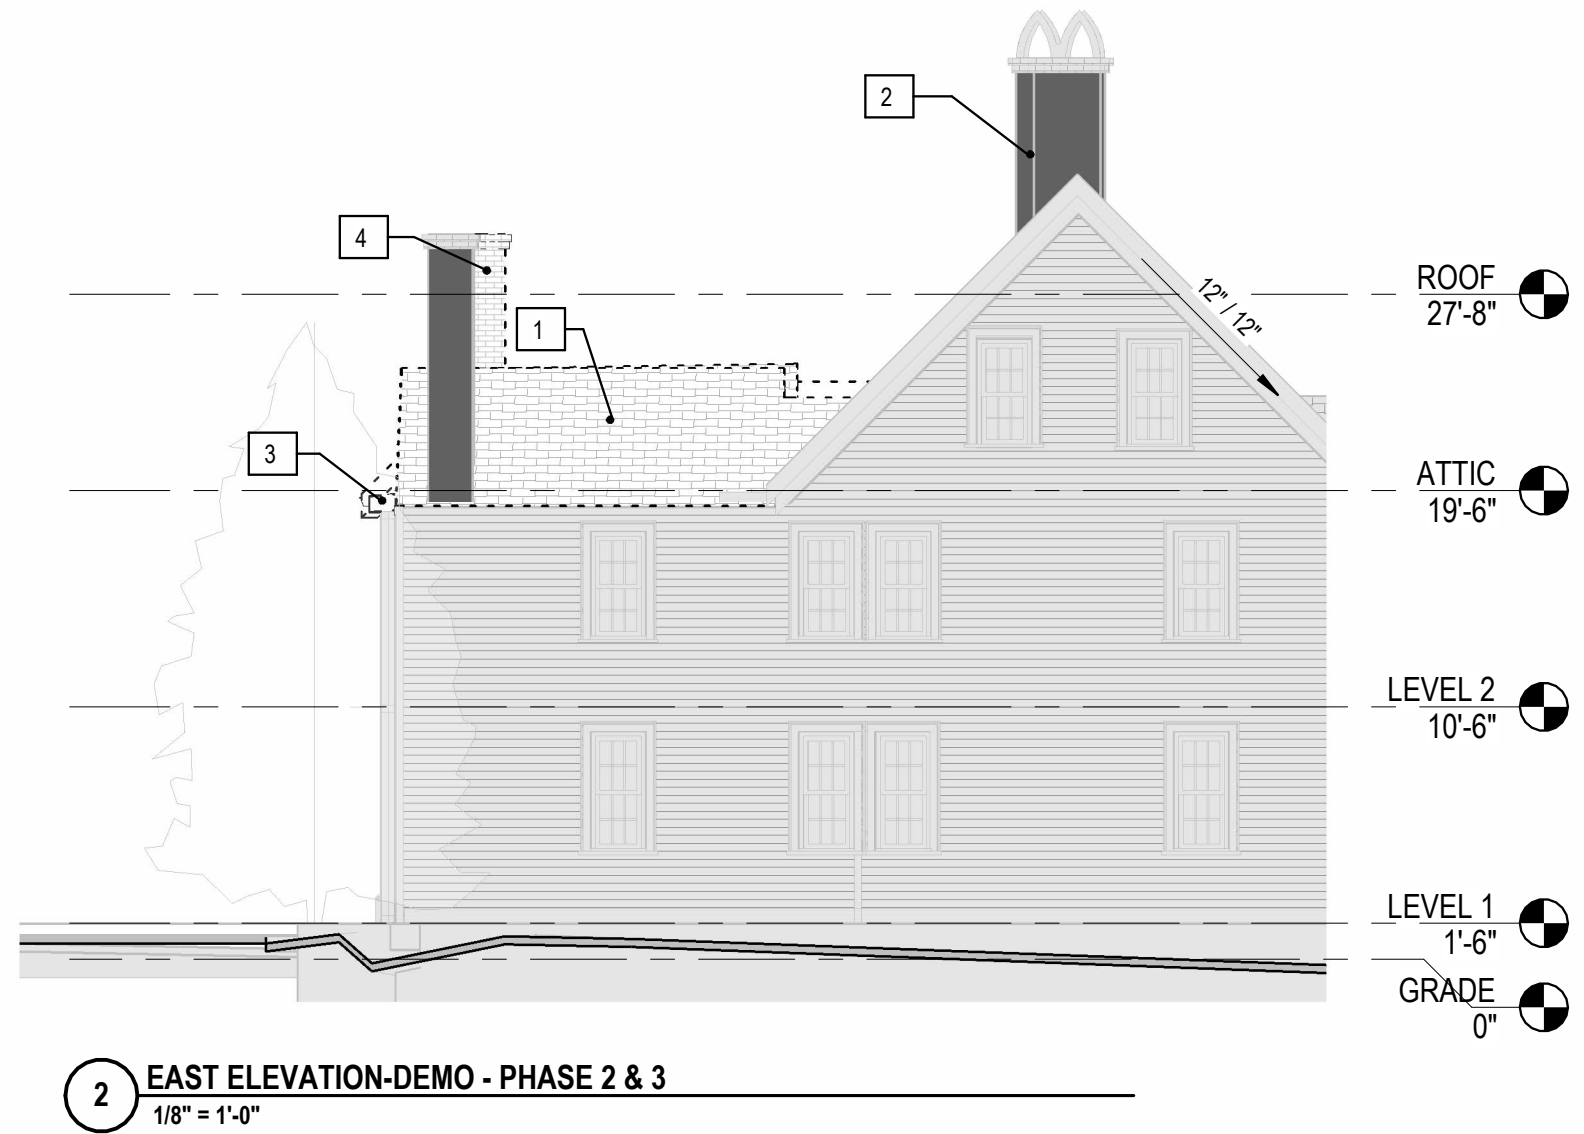 2
4
1
3
12" / 12"
ROOF
27'-8"
ATTIC
19'-6"
LEVEL 2
10'-6"
LEVEL 1
1'-6"
GRADE
0"
2
EAST ELEVATION-DEMO - PHASE 2 & 3
1/8" = 1'-0"